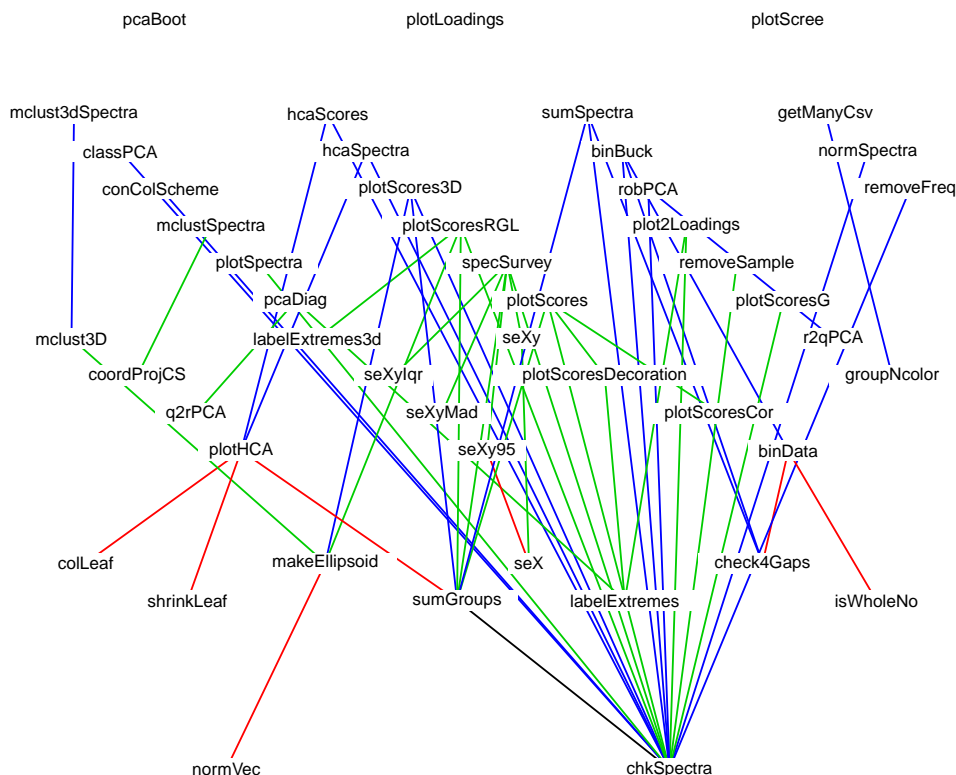 pcaBoot
plotLoadings
plotScree
mclust3dSpectra
hcaScores
sumSpectra
getManyCsv
classPCA
hcaSpectra
binBuck
normSpectra
conColScheme
plotScores3D
robPCA
removeFreq
mclustSpectra
plotScoresRGL
plot2Loadings
plotSpectra
specSurvey
removeSample
pcaDiag
plotScores
plotScoresG
mclust3D
labelExtremes3d
seXy
r2qPCA
coordProjCS
seXyIqr
plotScoresDecoration
groupNcolor
q2rPCA
seXyMad
plotScoresCor
plotHCA
seXy95
binData
colLeaf
makeEllipsoid
seX
check4Gaps
shrinkLeaf
sumGroups
labelExtremes
isWholeNo
normVec
chkSpectra